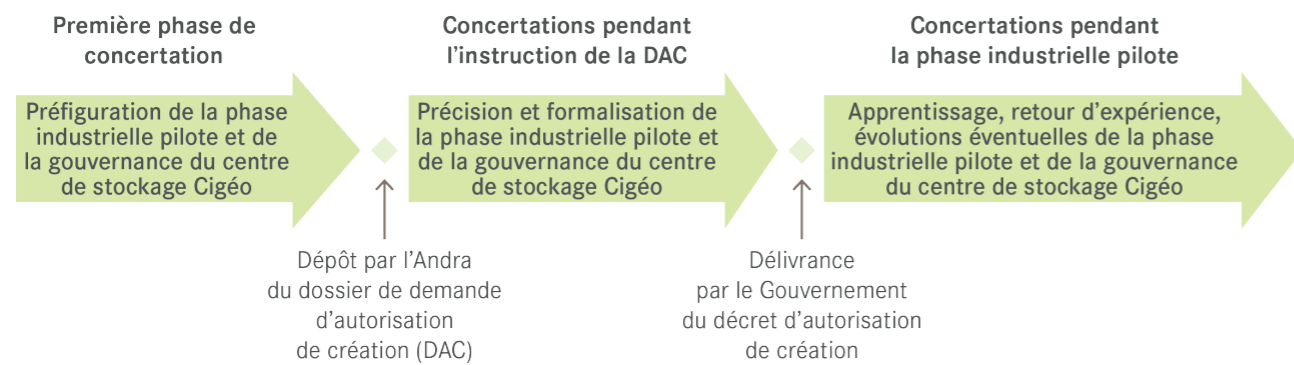 Première phase de
concertation
Préfiguration de la phase
industrielle pilote et de
la gouvernance du centre
de stockage Cigéo
Dépôt par l'Andra
du dossier de demande
d'autorisation
de création (DAC)
Concertations pendant
l'instruction de la DAC
Précision et formalisation de
la phase industrielle pilote et
de la gouvernance du centre
de stockage Cigéo
Délivrance
par le Gouvernement
du décret d'autorisation
de création
Concertations pendant
la phase industrielle pilote
Apprentissage, retour d'expérience,
évolutions éventuelles de la phase
industrielle pilote et de la gouvernance
du centre de stockage Cigéo